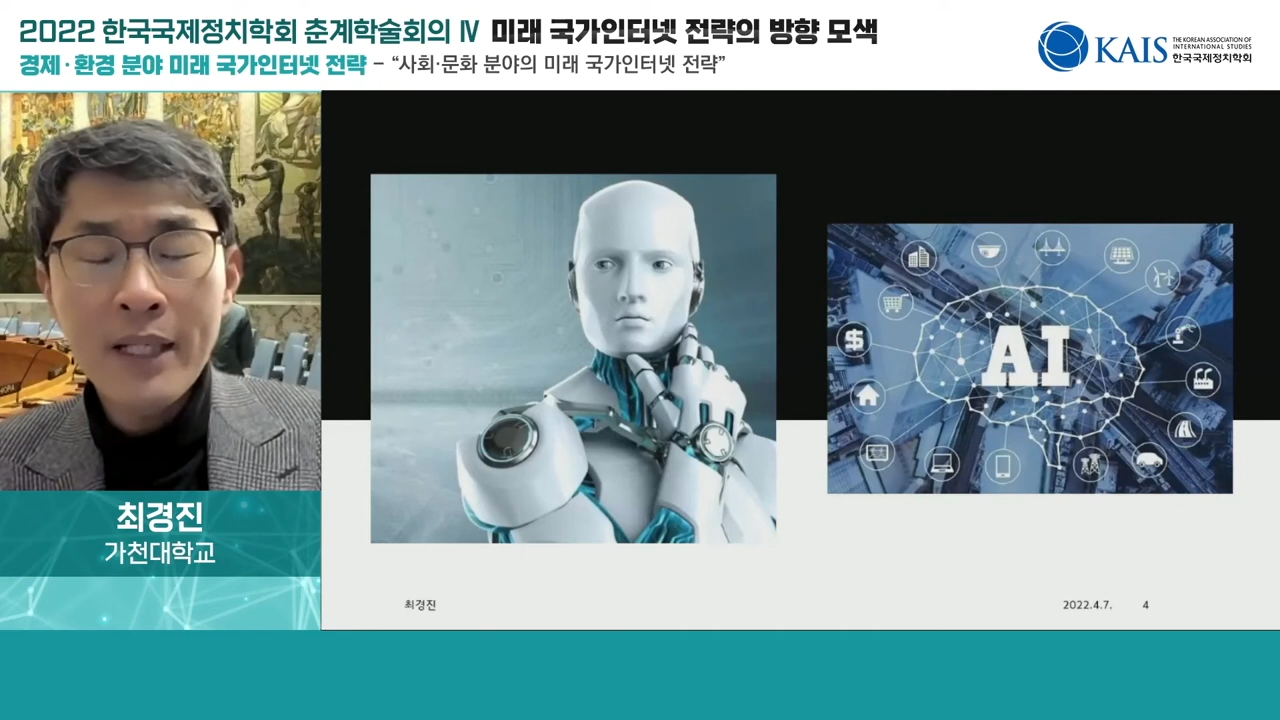 2022 한국국제정치학회 춘계학술회의 Ⅳ 미래 국가인터넷 전략의 방향 모색
경제·환경 분야 미래 국가인터넷 전략 – “사회·문화 분야의 미래 국가인터넷 전략”
KAIS
THE KOREAN ASSOCIATION OF
INTERNATIONAL STUDIES
한국국제정치학회
AI
$
최경진
가천대학교
최경진
2022.4.7. 4